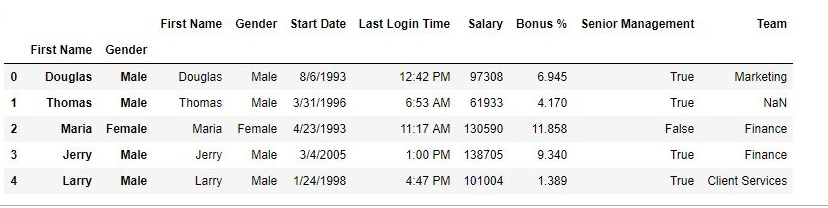 First Name Gender Start Date Last Login Time Salary Bonus % Senior Management Team
First Name Gender
0 Douglas Male Douglas Male 8/6/1993 12:42 PM 97308 6.945 True Marketing
1 Thomas Male Thomas Male 3/31/1996 6:53 AM 61933 4.170 True NaN
2 Maria Female Maria Female 4/23/1993 11:17 AM 130590 11.858 False Finance
3 Jerry Male Jerry Male 3/4/2005 1:00 PM 138705 9.340 True Finance
4 Larry Male Larry Male 1/24/1998 4:47 PM 101004 1.389 True Client Services